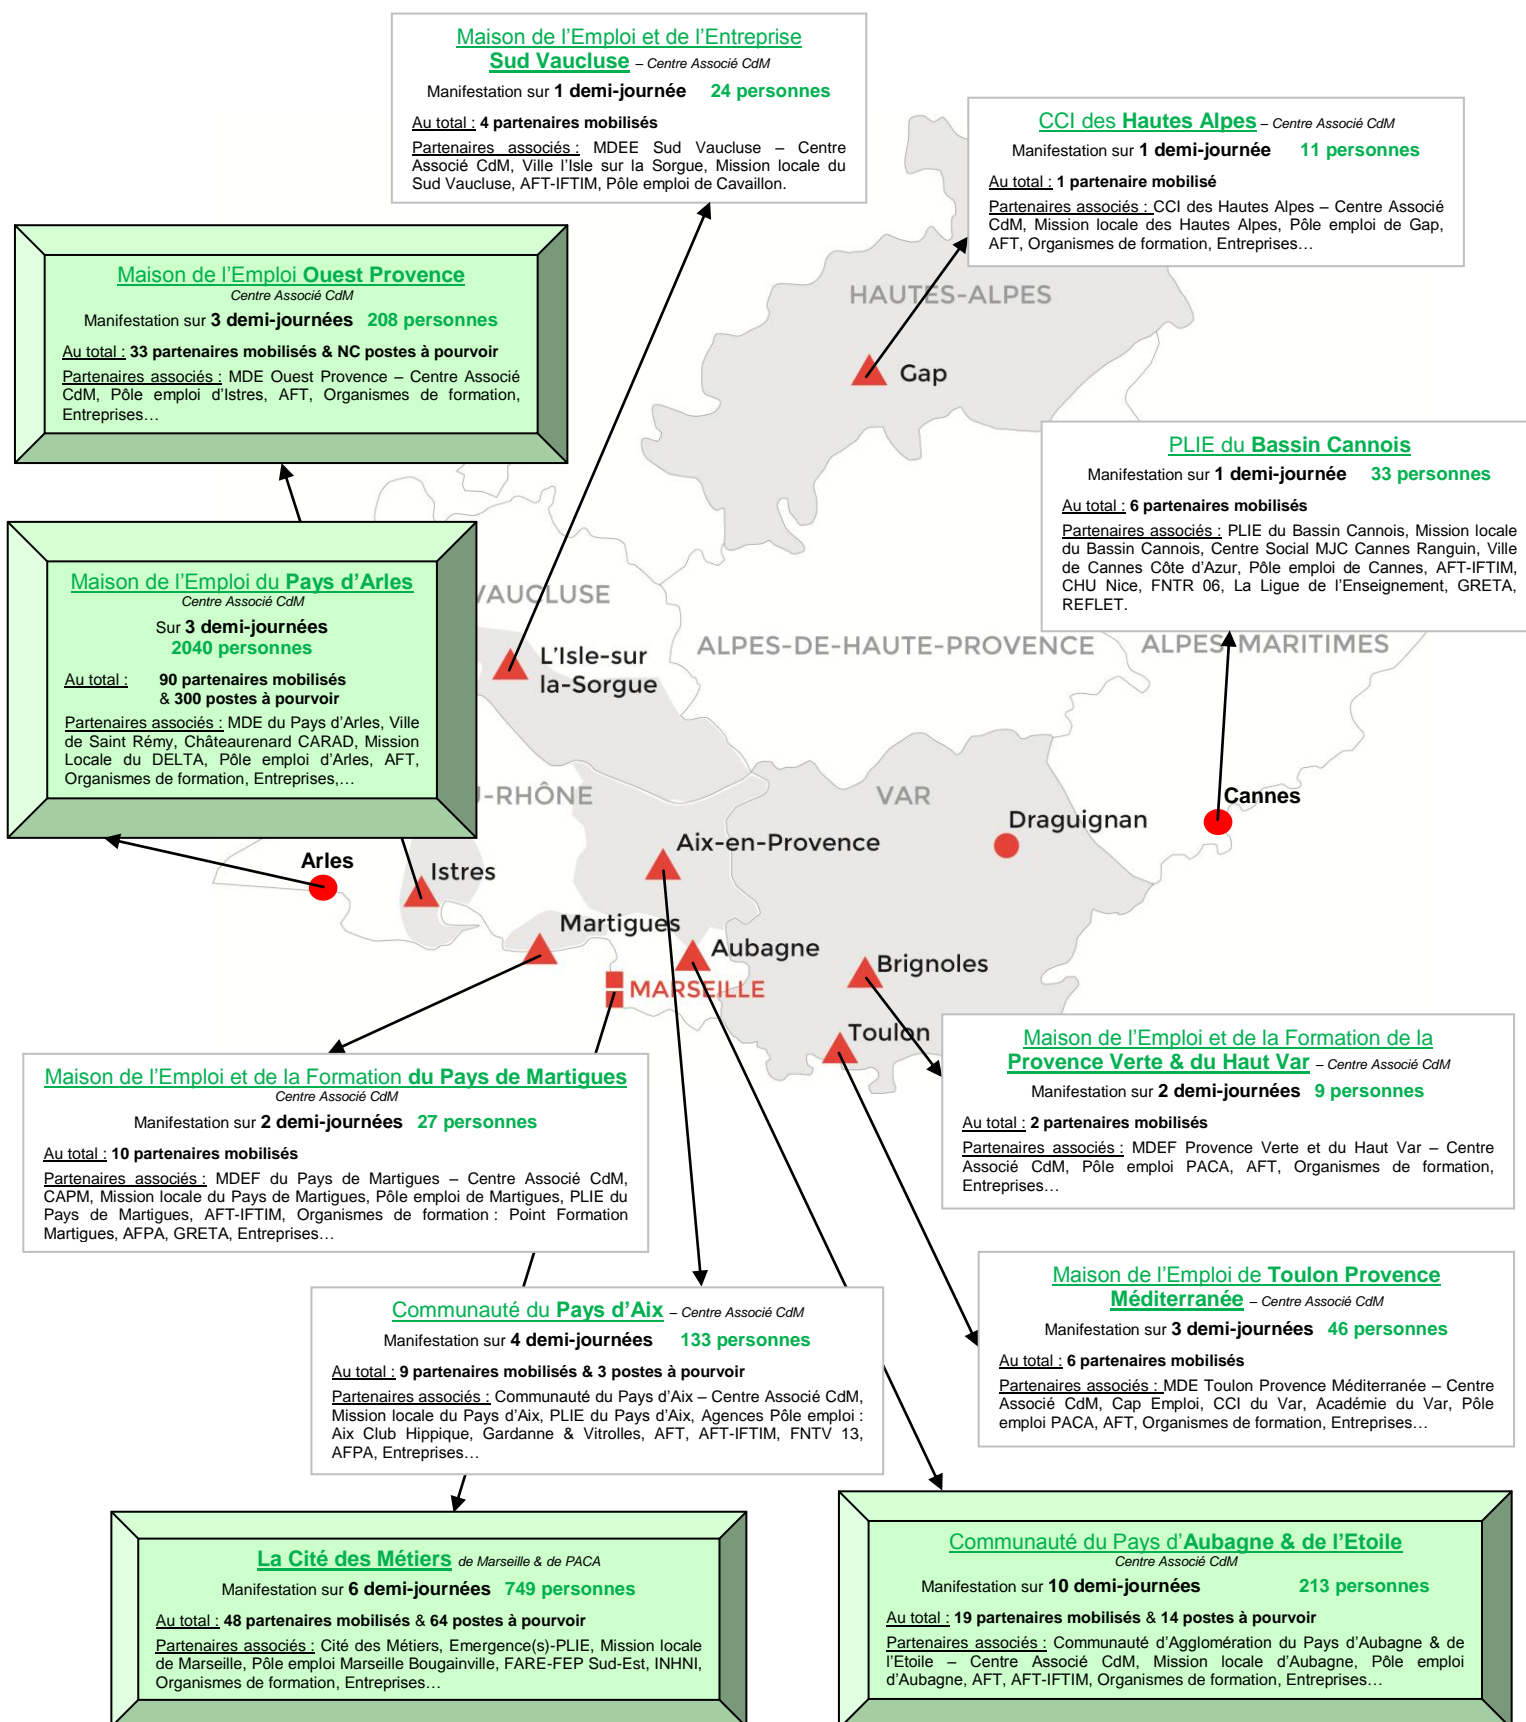 Maison de l'Emploi et de l'Entreprise
Sud Vaucluse – Centre Associé CdM
Manifestation sur 1 demi-journée 24 personnes
Au total : 4 partenaires mobilisés
Partenaires associés : MDEE Sud Vaucluse – Centre
Associé CdM, Ville l'Isle sur la Sorgue, Mission locale du
Sud Vaucluse, AFT-IFTIM, Pôle emploi de Cavaillon.
CCI des Hautes Alpes – Centre Associé CdM
Manifestation sur 1 demi-journée 11 personnes
Au total : 1 partenaire mobilisé
Partenaires associés : CCI des Hautes Alpes – Centre Associé
CdM, Mission locale des Hautes Alpes, Pôle emploi de Gap,
AFT, Organismes de formation, Entreprises…
Maison de l'Emploi Ouest Provence
Centre Associé CdM
Manifestation sur 3 demi-journées 208 personnes
Au total : 33 partenaires mobilisés & NC postes à pourvoir
Partenaires associés : MDE Ouest Provence – Centre Associé
CdM, Pôle emploi d'Istres, AFT, Organismes de formation,
Entreprises…
HAUTES-ALPES
Gap
PLIE du Bassin Cannois
Manifestation sur 1 demi-journée 33 personnes
Au total : 6 partenaires mobilisés
Partenaires associés : PLIE du Bassin Cannois, Mission locale
du Bassin Cannois, Centre Social MJC Cannes Ranguin, Ville
de Cannes Côte d'Azur, Pôle emploi de Cannes, AFT-IFTIM,
CHU Nice, FNTR 06, La Ligue de l'Enseignement, GRETA,
REFLET.
Maison de l'Emploi du Pays d'Arles
Centre Associé CdM
Sur 3 demi-journées
2040 personnes
Au total : 90 partenaires mobilisés
& 300 postes à pourvoir
Partenaires associés : MDE du Pays d'Arles, Ville
de Saint Rémy, Châteaurenard CARAD, Mission
Locale du DELTA, Pôle emploi d'Arles, AFT,
Organismes de formation, Entreprises,…
VAUCLUSE
L'Isle-sur
la-Sorgue
ALPES-DE-HAUTE-PROVENCE
ALPES-MARITIMES
U-RHÔNE
VAR
Cannes
Draguignan
Aix-en-Provence
Arles
Istres
Martigues
Aubagne
Brignoles
MARSEILLE
Toulon
Maison de l'Emploi et de la Formation de la
Provence Verte & du Haut Var – Centre Associé CdM
Manifestation sur 2 demi-journées 9 personnes
Au total : 2 partenaires mobilisés
Partenaires associés : MDEF Provence Verte et du Haut Var – Centre
Associé CdM, Pôle emploi PACA, AFT, Organismes de formation,
Entreprises…
Maison de l'Emploi et de la Formation du Pays de Martigues
Centre Associé CdM
Manifestation sur 2 demi-journées 27 personnes
Au total : 10 partenaires mobilisés
Partenaires associés : MDEF du Pays de Martigues – Centre Associé CdM,
CAPM, Mission locale du Pays de Martigues, Pôle emploi de Martigues, PLIE du
Pays de Martigues, AFT-IFTIM, Organismes de formation : Point Formation
Martigues, AFPA, GRETA, Entreprises…
Maison de l'Emploi de Toulon Provence
Méditerranée – Centre Associé CdM
Manifestation sur 3 demi-journées 46 personnes
Au total : 6 partenaires mobilisés
Partenaires associés : MDE Toulon Provence Méditerranée – Centre
Associé CdM, Cap Emploi, CCI du Var, Académie du Var, Pôle
emploi PACA, AFT, Organismes de formation, Entreprises…
Communauté du Pays d'Aix – Centre Associé CdM
Manifestation sur 4 demi-journées 133 personnes
Au total : 9 partenaires mobilisés & 3 postes à pourvoir
Partenaires associés : Communauté du Pays d'Aix – Centre Associé CdM,
Mission locale du Pays d'Aix, PLIE du Pays d'Aix, Agences Pôle emploi :
Aix Club Hippique, Gardanne & Vitrolles, AFT, AFT-IFTIM, FNTV 13,
AFPA, Entreprises…
La Cité des Métiers de Marseille & de PACA
Manifestation sur 6 demi-journées 749 personnes
Au total : 48 partenaires mobilisés & 64 postes à pourvoir
Partenaires associés : Cité des Métiers, Emergence(s)-PLIE, Mission locale
de Marseille, Pôle emploi Marseille Bougainville, FARE-FEP Sud-Est, INHNI,
Organismes de formation, Entreprises…
Communauté du Pays d'Aubagne & de l'Etoile
Centre Associé CdM
Manifestation sur 10 demi-journées 213 personnes
Au total : 19 partenaires mobilisés & 14 postes à pourvoir
Partenaires associés : Communauté d'Agglomération du Pays d'Aubagne & de
l'Etoile – Centre Associé CdM, Mission locale d'Aubagne, Pôle emploi
d'Aubagne, AFT, AFT-IFTIM, Organismes de formation, Entreprises…